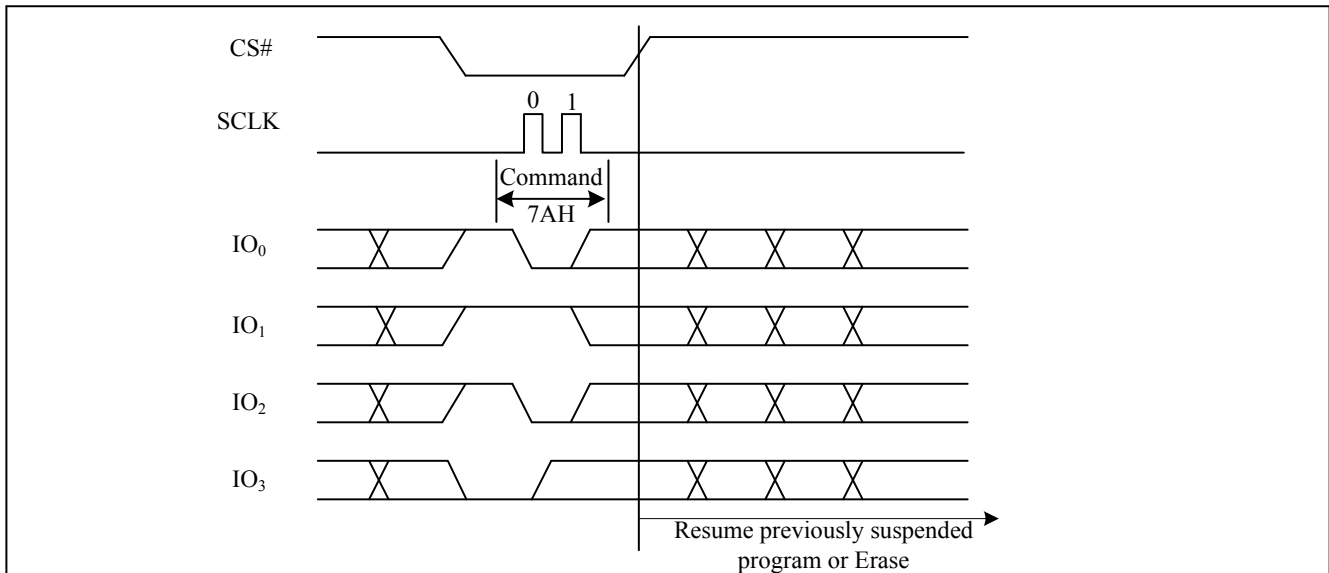 CS#
0 1
SCLK
Command
7AH
IO₀
IO₁
IO₂
IO₃
Resume previously suspended
program or Erase